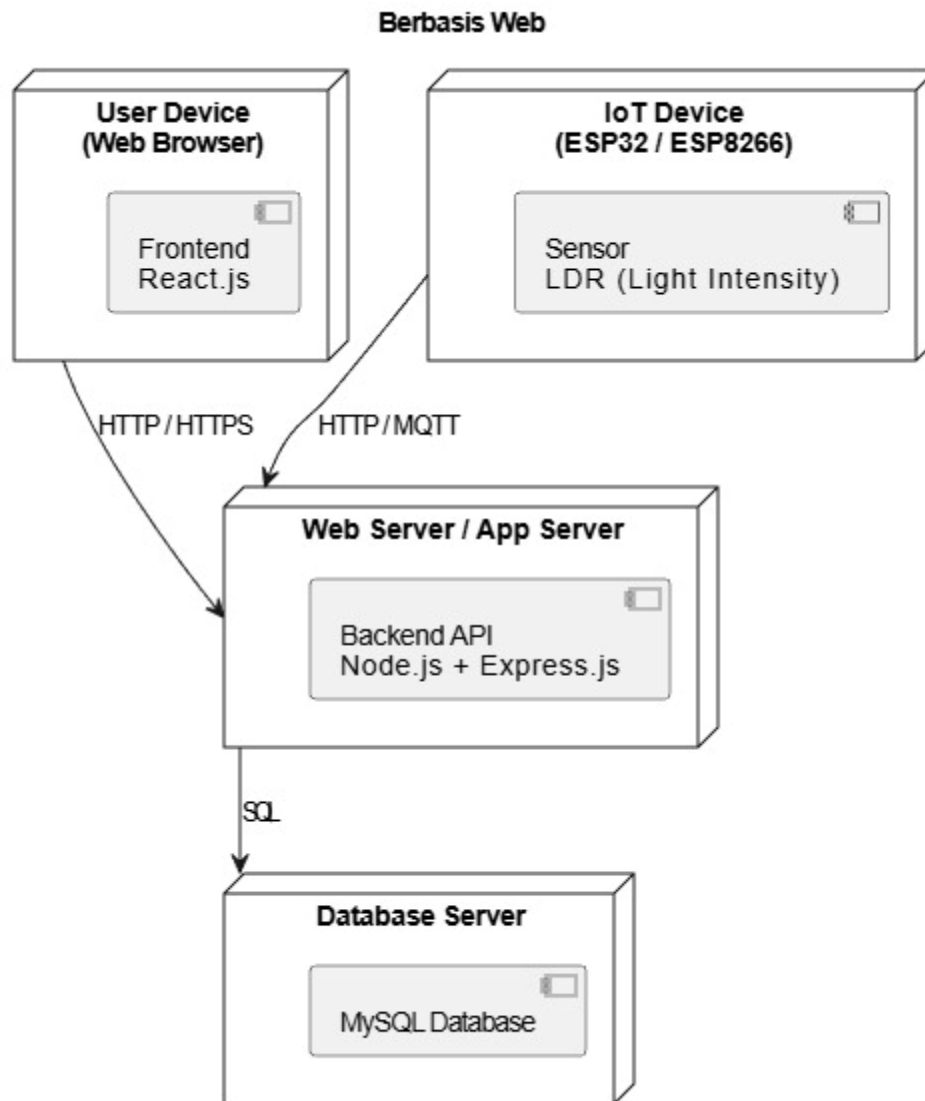 Berbasis Web
User Device
(Web Browser)
Frontend
React.js
IoT Device
(ESP32 / ESP8266)
Sensor
LDR (Light Intensity)
HTTP / HTTPS
HTTP / MQTT
Web Server / App Server
Backend API
Node.js + Express.js
SQL
Database Server
MySQL Database